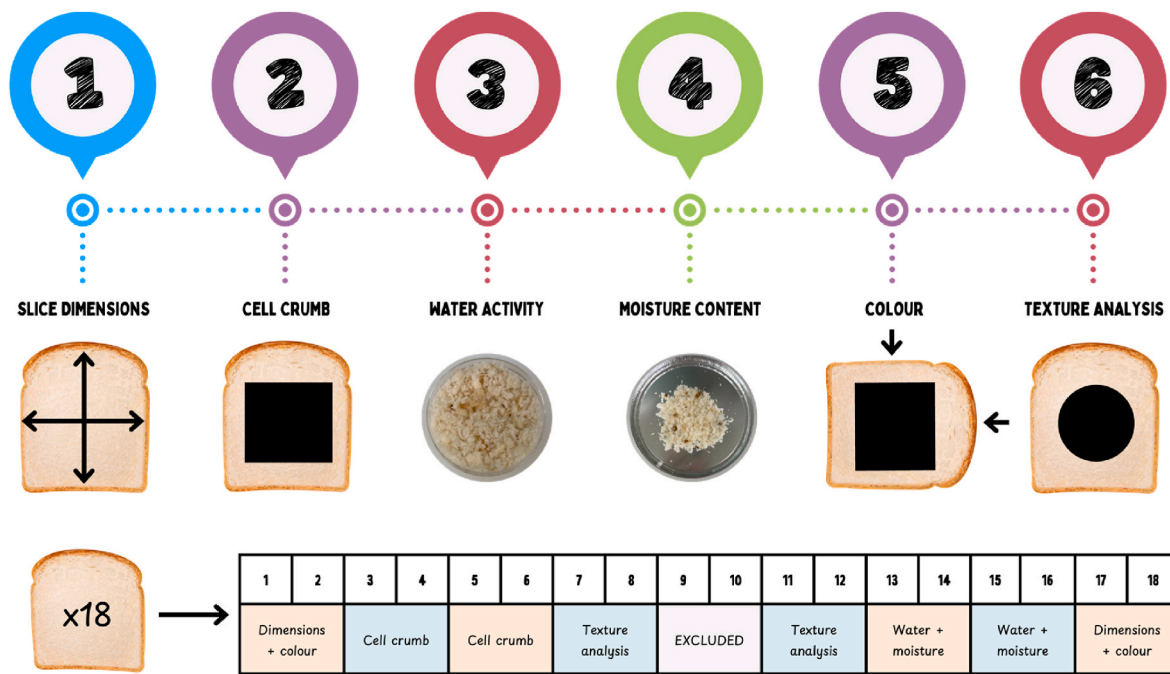 1 2 3 4 5 6
SLICE DIMENSIONS CELL CRUMB WATER ACTIVITY MOISTURE CONTENT COLOUR TEXTURE ANALYSIS
x18
1 2 3 4 5 6 7 8 9 10 11 12 13 14 15 16 17 18
Dimensions
+ colour
Cell crumb
Cell crumb
Texture
analysis
EXCLUDED
Texture
analysis
Water +
moisture
Water +
moisture
Dimensions
+ colour